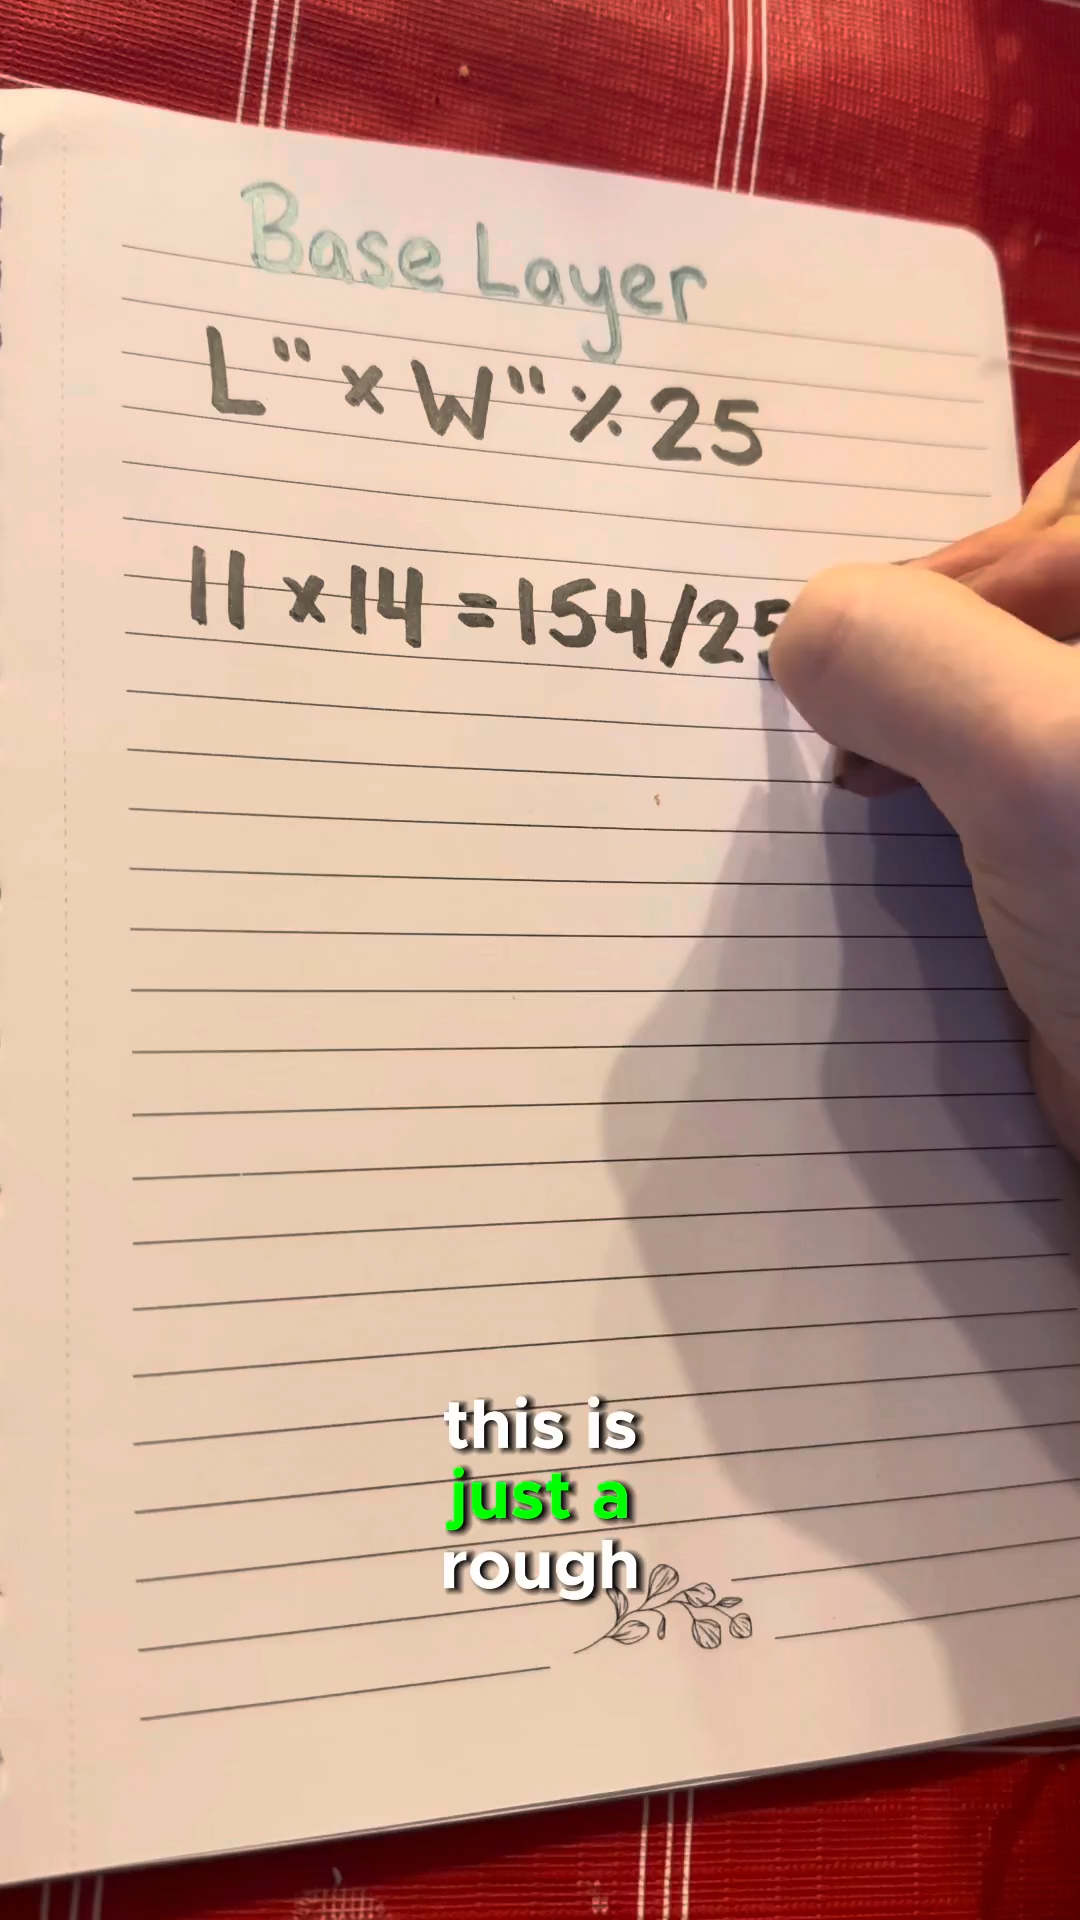 Base Layer
L" x W" ⁒ 25
11 x 14 = 154/25
this is
just a
rough